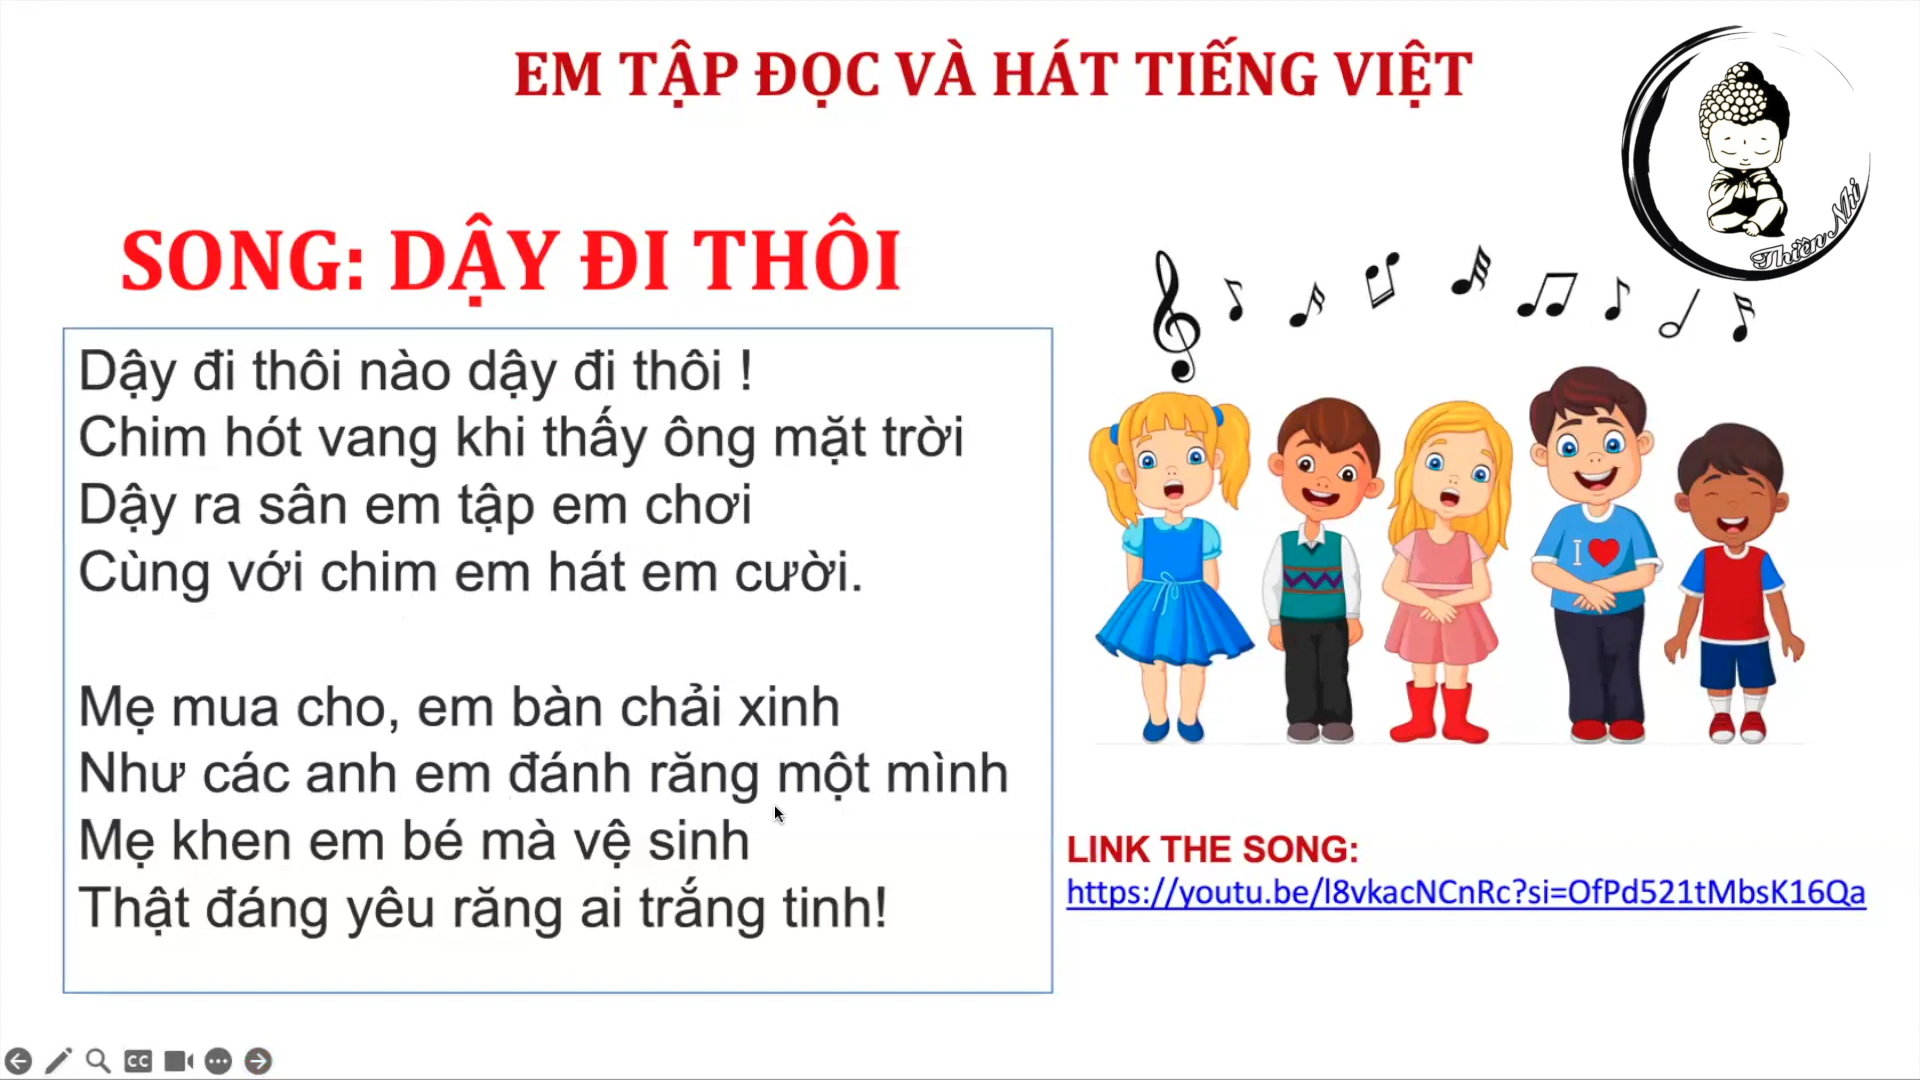 EM TẬP ĐỌC VÀ HÁT TIẾNG VIỆT
Thiền Nhi
SONG: DẬY ĐI THÔI
Dậy đi thôi nào dậy đi thôi !
Chim hót vang khi thấy ông mặt trời
Dậy ra sân em tập em chơi
Cùng với chim em hát em cười.
Mẹ mua cho, em bàn chải xinh
Như các anh em đánh răng một mình
Mẹ khen em bé mà vệ sinh
Thật đáng yêu răng ai trắng tinh!
I
LINK THE SONG:
https://youtu.be/l8vkacNCnRc?si=OfPd521tMbsK16Qa
CC